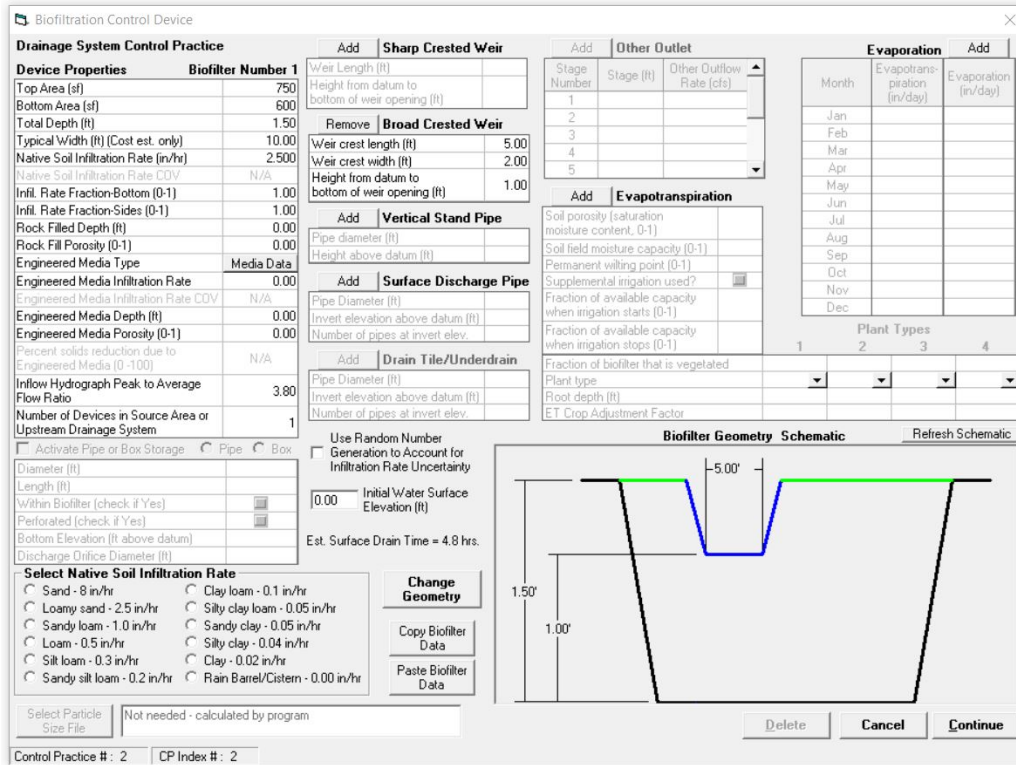 Biofiltration Control Device
Drainage System Control Practice
Device Properties Biofilter Number 1
Top Area (sf) 750
Bottom Area (sf) 600
Total Depth (ft) 1.50
Typical Width (ft) (Cost est. only) 10.00
Native Soil Infiltration Rate (in/hr) 2.500
Native Soil Infiltration Rate COV N/A
Infil. Rate Fraction-Bottom (0-1) 1.00
Infil. Rate Fraction-Sides (0-1) 1.00
Rock Filled Depth (ft) 0.00
Rock Fill Porosity (0-1) 0.00
Engineered Media Type Media Data
Engineered Media Infiltration Rate 0.00
Engineered Media Infiltration Rate COV N/A
Engineered Media Depth (ft) 0.00
Engineered Media Porosity (0-1) 0.00
Percent solids reduction due to
Engineered Media (0 -100) N/A
Inflow Hydrograph Peak to Average
Flow Ratio 3.80
Number of Devices in Source Area or
Upstream Drainage System 1
Activate Pipe or Box Storage Pipe Box
Diameter (ft)
Length (ft)
Within Biofilter (check if Yes)
Perforated (check if Yes)
Bottom Elevation (ft above datum)
Discharge Orifice Diameter (ft)
Select Native Soil Infiltration Rate
Sand - 8 in/hr Clay loam - 0.1 in/hr
Loamy sand - 2.5 in/hr Silty clay loam - 0.05 in/hr
Sandy loam - 1.0 in/hr Sandy clay - 0.05 in/hr
Loam - 0.5 in/hr Silty clay - 0.04 in/hr
Silt loam - 0.3 in/hr Clay - 0.02 in/hr
Sandy silt loam - 0.2 in/hr Rain Barrel/Cistern - 0.00 in/hr
Select Particle
Size File
Not needed - calculated by program
Control Practice # : 2 CP Index # : 2
Add Sharp Crested Weir
Weir Length (ft)
Height from datum to
bottom of weir opening (ft)
Remove Broad Crested Weir
Weir crest length (ft) 5.00
Weir crest width (ft) 2.00
Height from datum to
bottom of weir opening (ft) 1.00
Add Vertical Stand Pipe
Pipe diameter (ft)
Height above datum (ft)
Add Surface Discharge Pipe
Pipe Diameter (ft)
Invert elevation above datum (ft)
Number of pipes at invert elev.
Add Drain Tile/Underdrain
Pipe Diameter (ft)
Invert elevation above datum (ft)
Number of pipes at invert elev.
Use Random Number
Generation to Account for
Infiltration Rate Uncertainty
0.00 Initial Water Surface
Elevation (ft)
Est. Surface Drain Time = 4.8 hrs.
Change
Geometry
Copy Biofilter
Data
Paste Biofilter
Data
Add Other Outlet
Stage
Number Stage (ft) Other Outflow
Rate (cfs)
1
2
3
4
5
Add Evapotranspiration
Soil porosity (saturation
moisture content, 0-1)
Soil field moisture capacity (0-1)
Permanent wilting point (0-1)
Supplemental irrigation used?
Fraction of available capacity
when irrigation starts (0-1)
Fraction of available capacity
when irrigation stops (0-1)
Fraction of biofilter that is vegetated
Plant type
Root depth (ft)
ET Crop Adjustment Factor
Evaporation Add
Month Evapotrans-
piration
(in/day) Evaporation
(in/day)
Jan
Feb
Mar
Apr
May
Jun
Jul
Aug
Sep
Oct
Nov
Dec
Plant Types
1 2 3 4
Biofilter Geometry Schematic Refresh Schematic
5.00'
1.50'
1.00'
Delete Cancel Continue